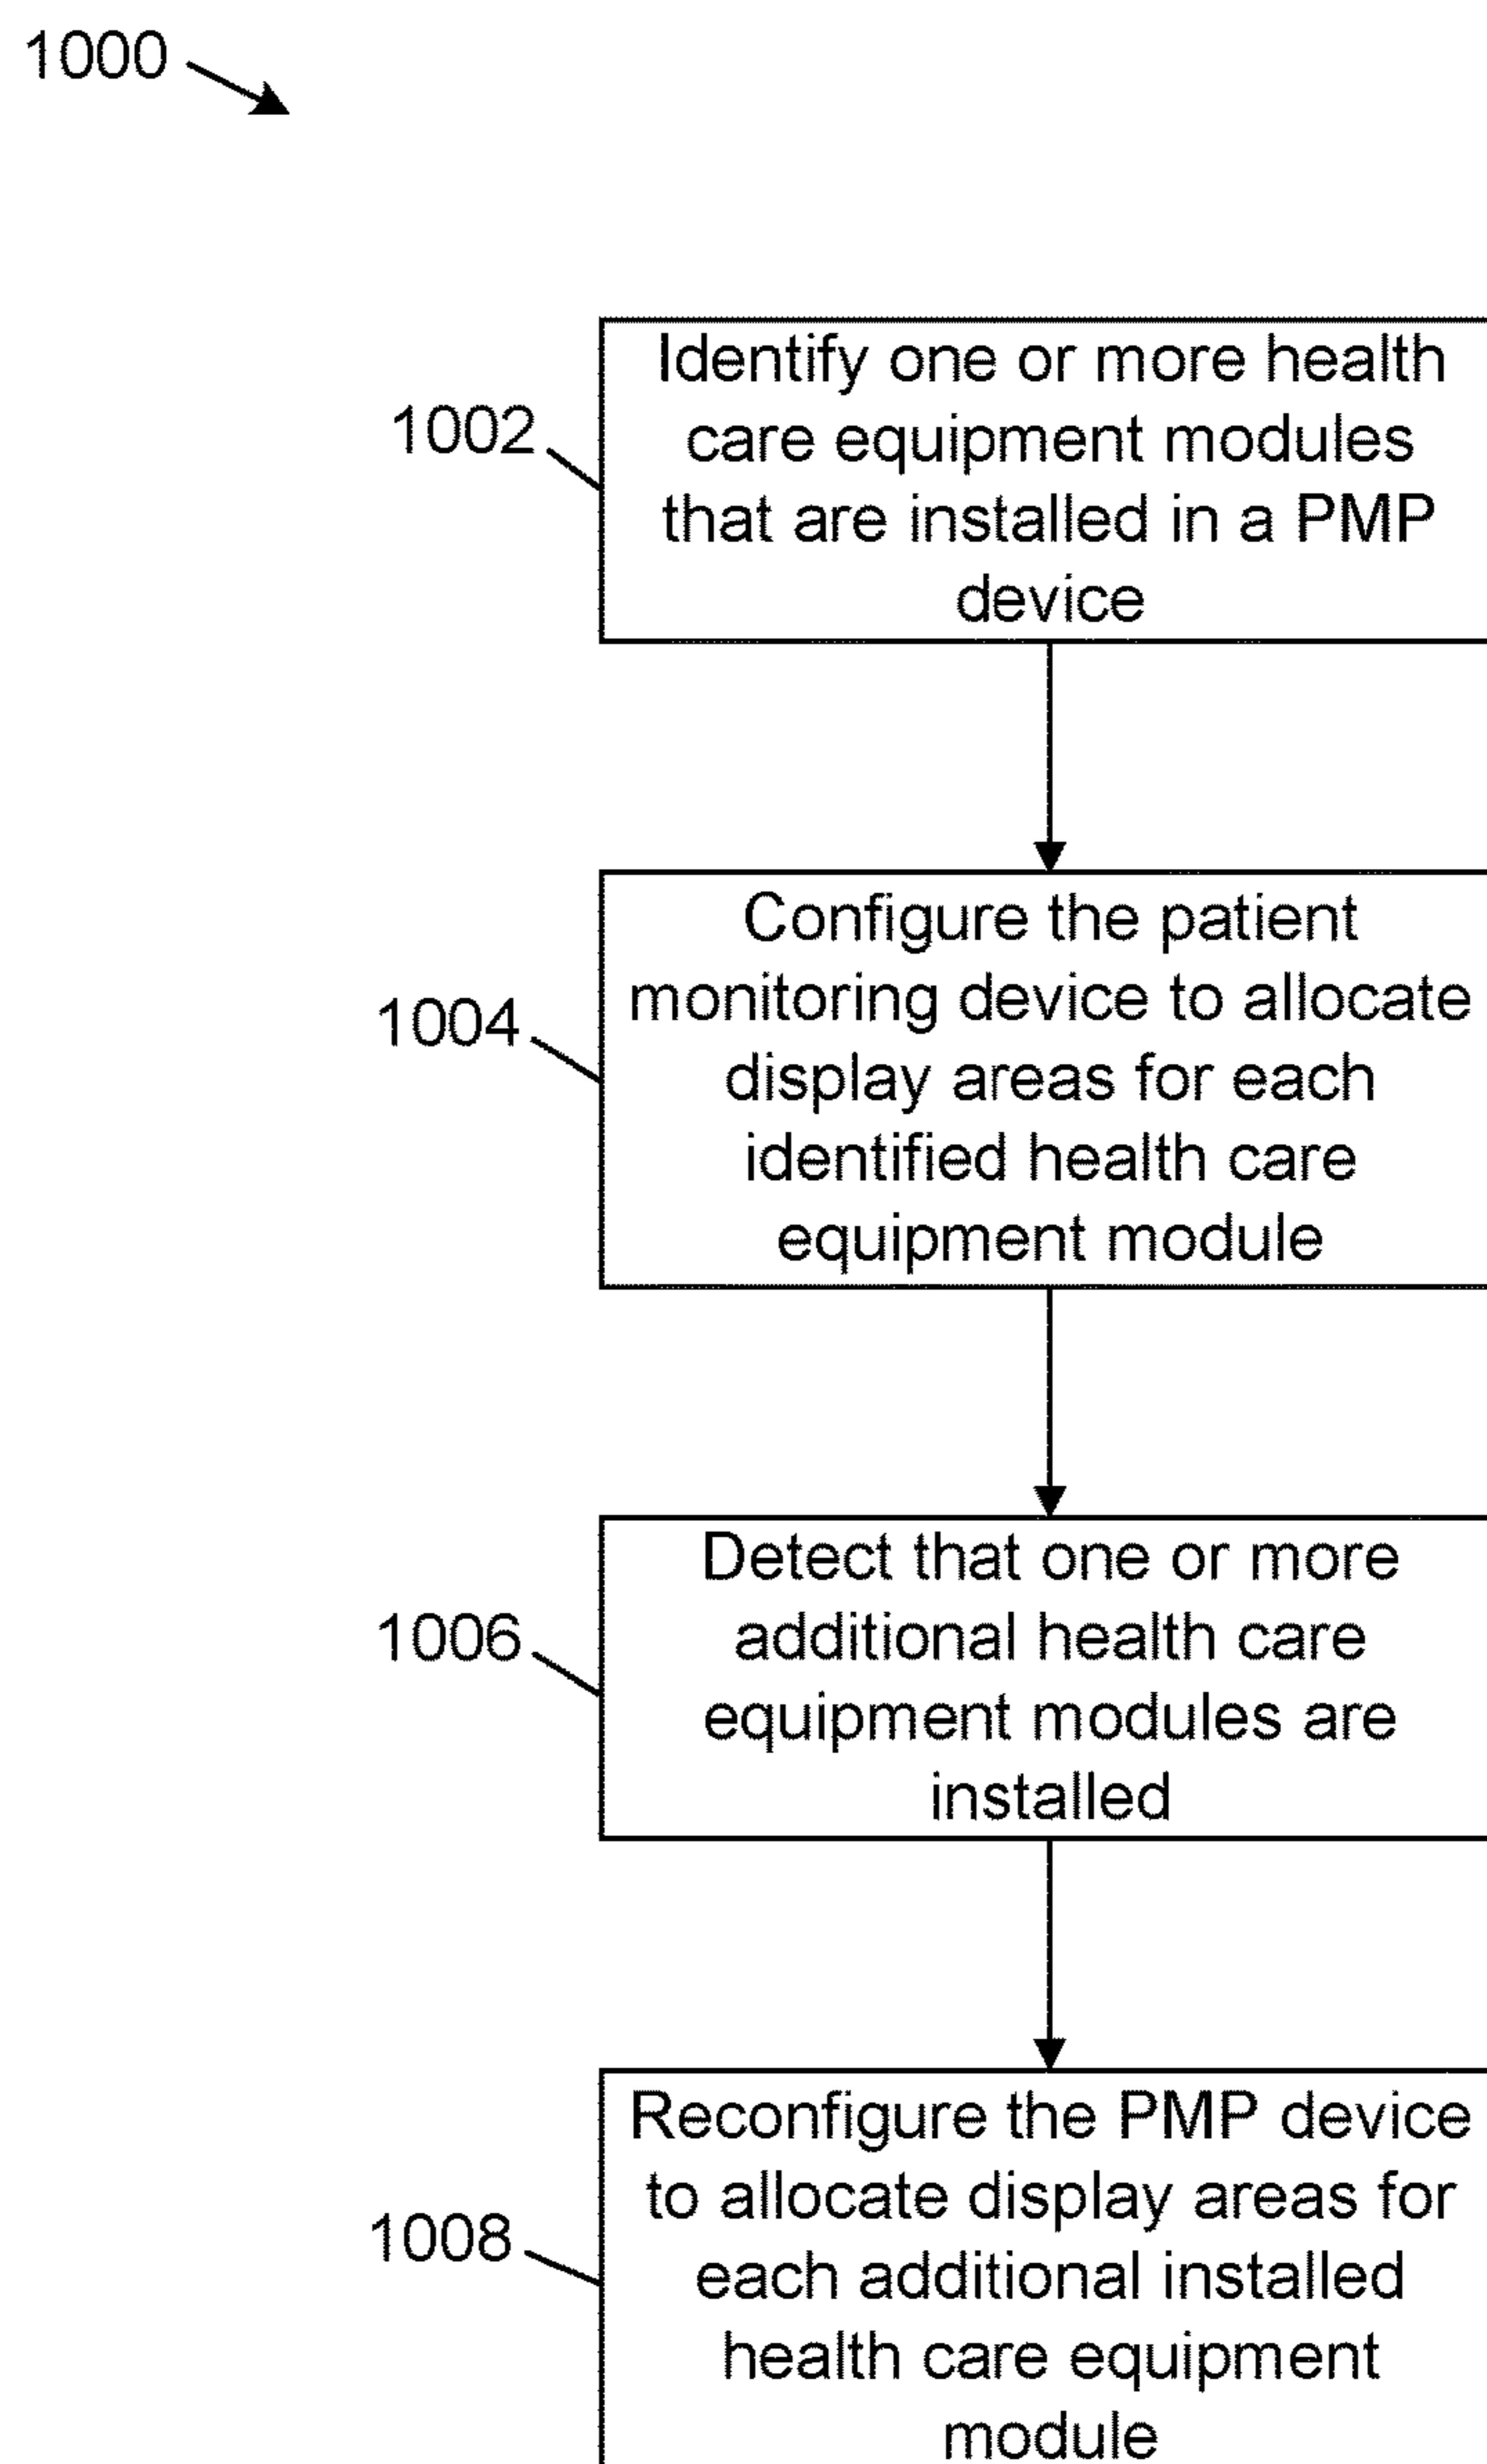 1000
Identify one or more health
1002
care equipment modules
that are installed in a PMP
device
Configure the patient
1004
monitoring device to allocate
display areas for each
identified health care
equipment module
Detect that one or more
1006
additional health care
equipment modules are
installed
Reconfigure the PMP device
to allocate display areas for
1008
each additional installed
health care equipment
module